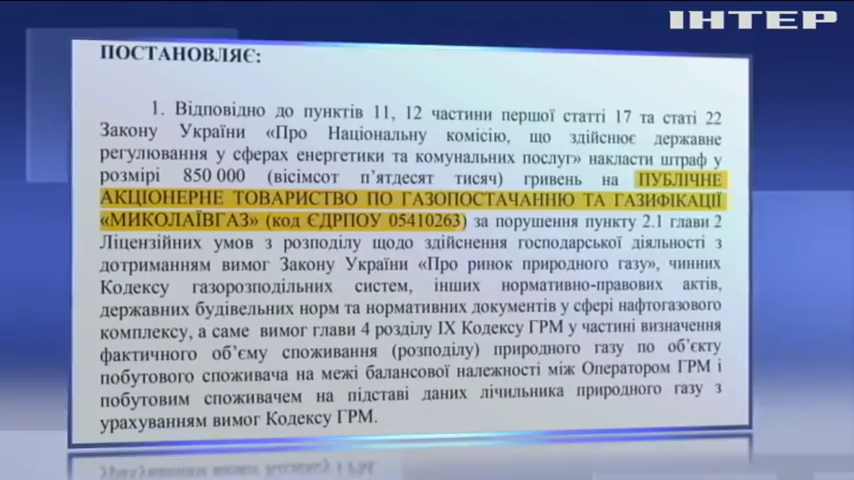 ІНТЕР
ПОСТАНОВЛЯЄ:
1. Відповідно до пунктів 11, 12 частини першої статті 17 та статі 22
Закону України «Про Національну комісію, що здійснює державне
регулювання у сферах енергетики та комунальних послуг» накласти штраф у
розмірі 850 000 (вісімсот п’ятдесят тисяч) гривень на ПУБЛІЧНЕ
АКЦІОНЕРНЕ ТОВАРИСТВО ПО ГАЗОПОСТАЧАННЮ ТА ГАЗИФІКАЦІЇ
«МИКОЛАЇВГАЗ» (код ЄДРПОУ 05410263) за порушення пункту 2.1 глави 2
Ліцензійних умов з розподілу щодо здійснення господарської діяльності з
дотриманням вимог Закону України «Про ринок природного газу», чинних
Кодексу газорозподільних систем, інших нормативно-правових актів,
державних будівельних норм та нормативних документів у сфері нафтогазового
комплексу, а саме вимог глави 4 розділу IX Кодексу ГРМ у частині визначення
фактичного об’єму споживання (розподілу) природного газу по об’єкту
побутового споживача на межі балансової належності між Оператором ГРМ і
побутовим споживачем на підставі даних лічильника природного газу з
урахуванням вимог Кодексу ГРМ.